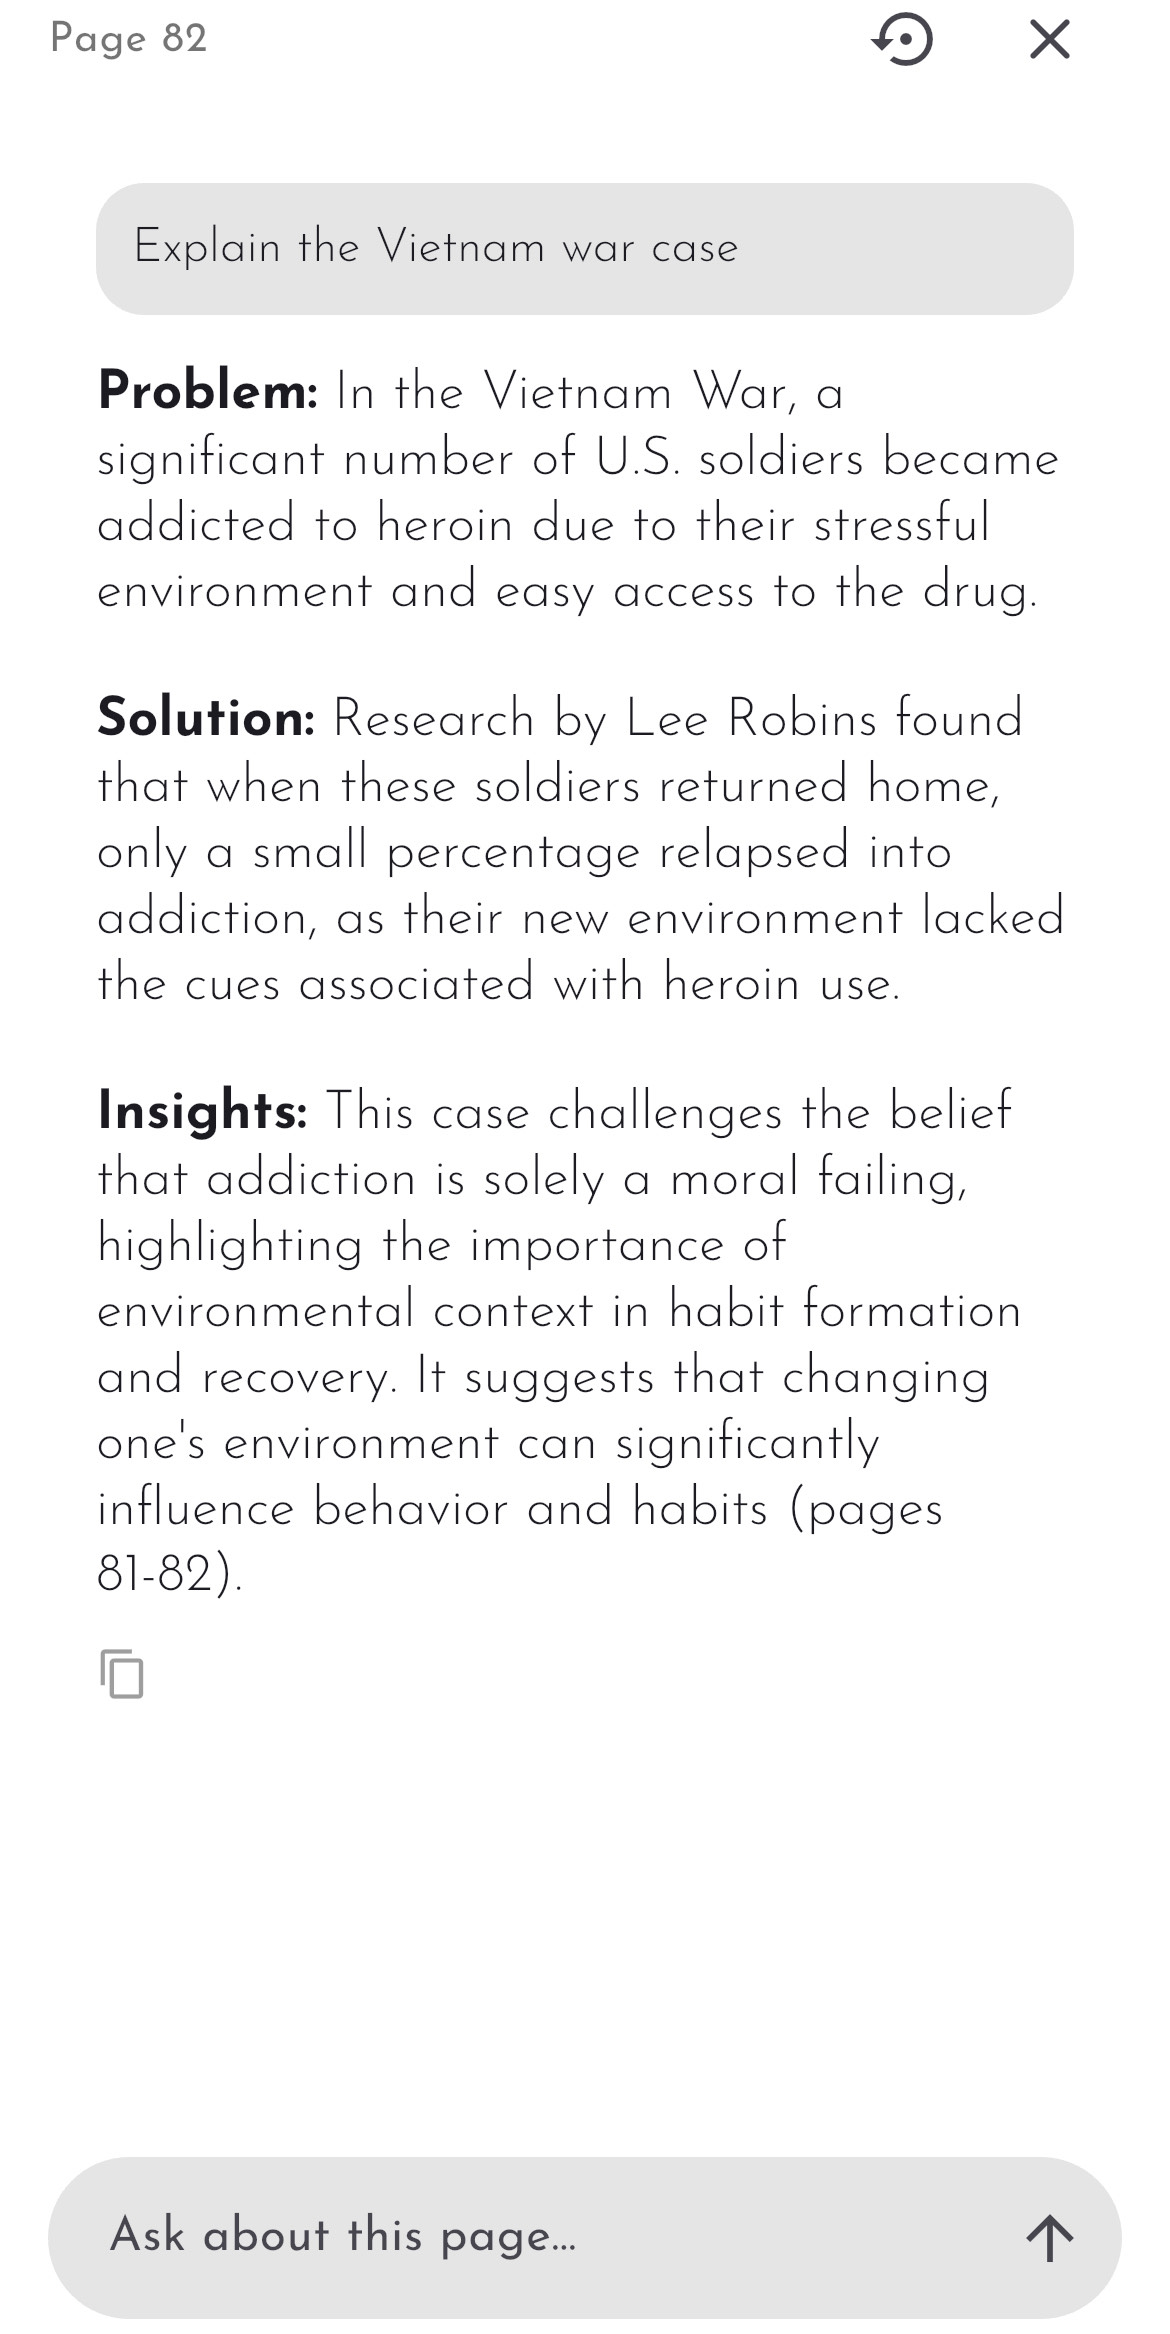 Page 82
Explain the Vietnam war case
Problem: In the Vietnam War, a
significant number of U.S. soldiers became
addicted to heroin due to their stressful
environment and easy access to the drug.
Solution: Research by Lee Robins found
that when these soldiers returned home,
only a small percentage relapsed into
addiction, as their new environment lacked
the cues associated with heroin use.
Insights: This case challenges the belief
that addiction is solely a moral failing,
highlighting the importance of
environmental context in habit formation
and recovery. It suggests that changing
one's environment can significantly
influence behavior and habits (pages
81-82).
Ask about this page...